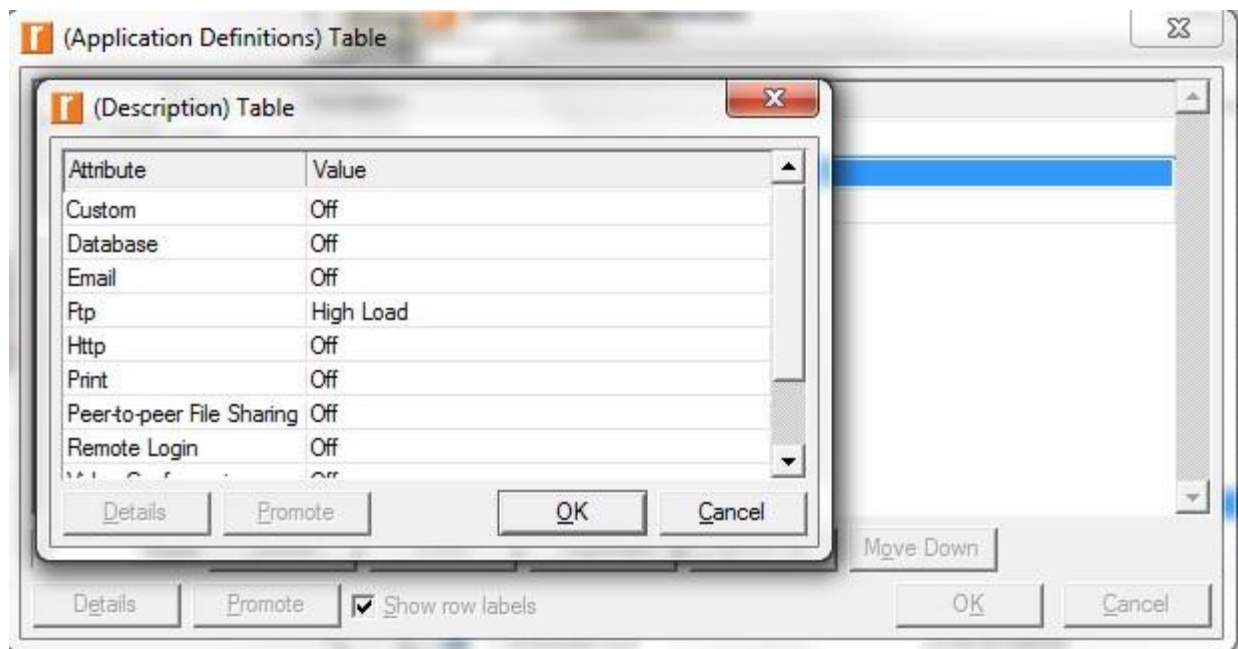 (Application Definitions) Table
(Description) Table
Attribute Value
Custom Off
Database Off
Email Off
Ftp High Load
Http Off
Print Off
Peer-to-peer File Sharing Off
Remote Login Off
Details Promote OK Cancel
Move Down
Details Promote Show row labels OK Cancel